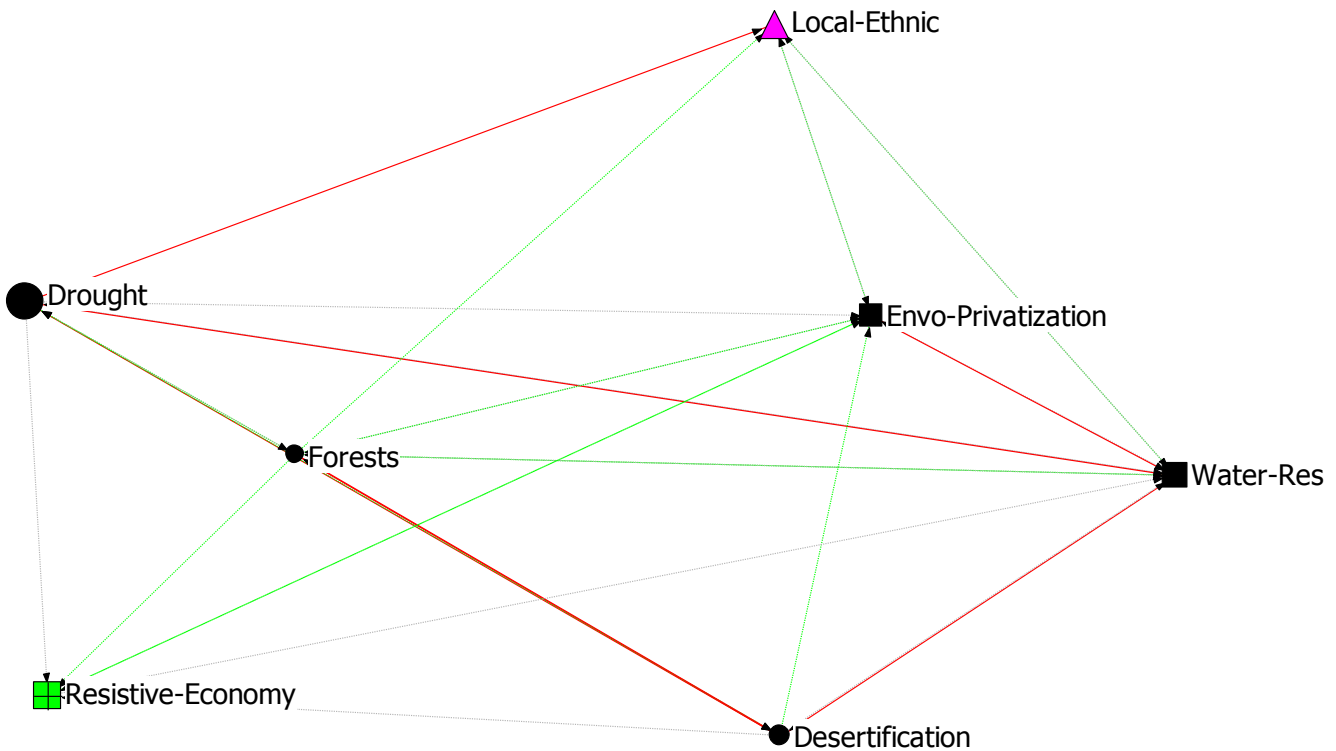 Local-Ethnic
Drought
Envo-Privatization
Forests
Water-Res
Resistive-Economy
Desertification